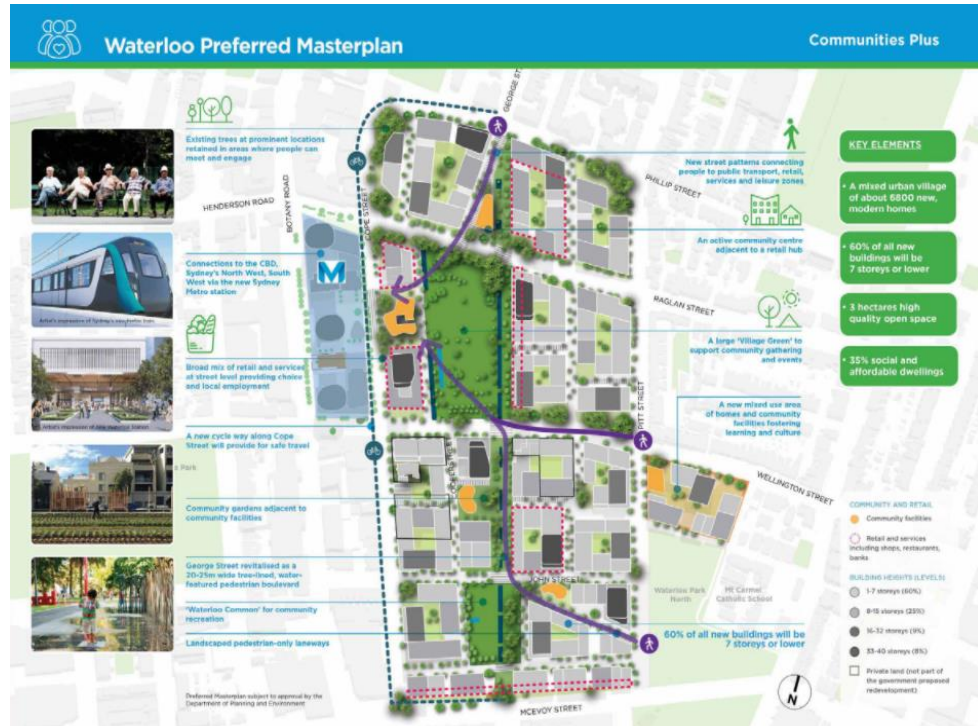 Waterloo Preferred Masterplan
Communities Plus
Existing trees at prominent locations
retained in areas where people can
meet and engage
HENDERSON ROAD
BOTANY ROAD
COPE STREET
GEORGE ST
M
Connections to the CBD,
Sydney's North West, South
West via the new Sydney
Metro station
Broad mix of retail and services
at street level providing choice
and local employment
A new cycle way along Cope
Street will provide for safe travel
Community gardens adjacent to
community facilities
George Street revitalised as a
20-25m wide tree-lined, water-
featured pedestrian boulevard
'Waterloo Common' for community
recreation
Landscaped pedestrian-only laneways
Preferred Masterplan subject to approval by the
Department of Planning and Environment
New street patterns connecting
people to public transport, retail,
services and leisure zones
PHILLIP STREET
An active community centre
adjacent to a retail hub
RAGLAN STREET
A large 'Village Green' to
support community gathering
and events
PITT STREET
A new mixed use area
of homes and community
facilities fostering
learning and culture
WELLINGTON STREET
JOHN STREET
Waterloo Park
North
Mt Carmel
Catholic School
60% of all new buildings will be
7 storeys or lower
MCEVOY STREET
N
KEY ELEMENTS
• A mixed urban village
of about 6800 new,
modern homes
• 60% of all new
buildings will be
7 storeys or lower
• 3 hectares high
quality open space
• 35% social and
affordable dwellings
COMMUNITY AND RETAIL
Community facilities
Retail and services
including shops, restaurants,
banks
BUILDING HEIGHTS (LEVELS)
1-7 storeys (60%)
8-15 storeys (25%)
16-32 storeys (9%)
33-40 storeys (8%)
Private land (not part of
the government proposed
redevelopment)